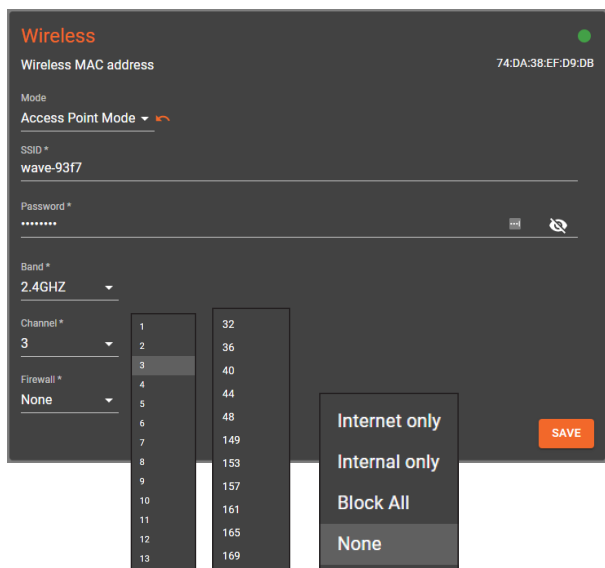 Wireless
Wireless MAC address 74:DA:38:EF:D9:DB
Mode
Access Point Mode
SSID *
wave-93f7
Password *
••••••••
Band *
2.4GHZ
Channel *
3
Firewall *
None
1
2
3
4
5
6
7
8
9
10
11
12
13
32
36
40
44
48
149
153
157
161
165
169
Internet only
Internal only
Block All
None
SAVE